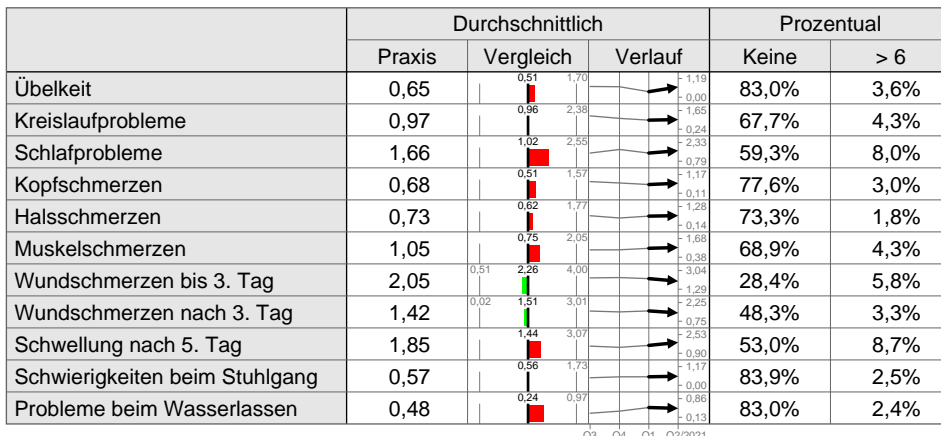 Durchschnittlich Prozentual
Praxis Vergleich Verlauf Keine > 6
Übelkeit 0,65 0,51 1,70 1,19 0,00 83,0% 3,6%
Kreislaufprobleme 0,97 0,96 2,38 1,65 0,24 67,7% 4,3%
Schlafprobleme 1,66 1,02 2,55 2,33 0,79 59,3% 8,0%
Kopfschmerzen 0,68 0,51 1,57 1,17 0,11 77,6% 3,0%
Halsschmerzen 0,73 0,62 1,77 1,28 0,14 73,3% 1,8%
Muskelschmerzen 1,05 0,75 2,05 1,68 0,38 68,9% 4,3%
Wundschmerzen bis 3. Tag 2,05 0,51 2,26 4,00 3,04 1,29 28,4% 5,8%
Wundschmerzen nach 3. Tag 1,42 0,02 1,51 3,01 2,25 0,75 48,3% 3,3%
Schwellung nach 5. Tag 1,85 1,44 3,07 2,53 0,90 53,0% 8,7%
Schwierigkeiten beim Stuhlgang 0,57 0,56 1,73 1,17 0,00 83,9% 2,5%
Probleme beim Wasserlassen 0,48 0,24 0,97 0,86 0,13 83,0% 2,4%
Q3 Q4 Q1 Q2/2021